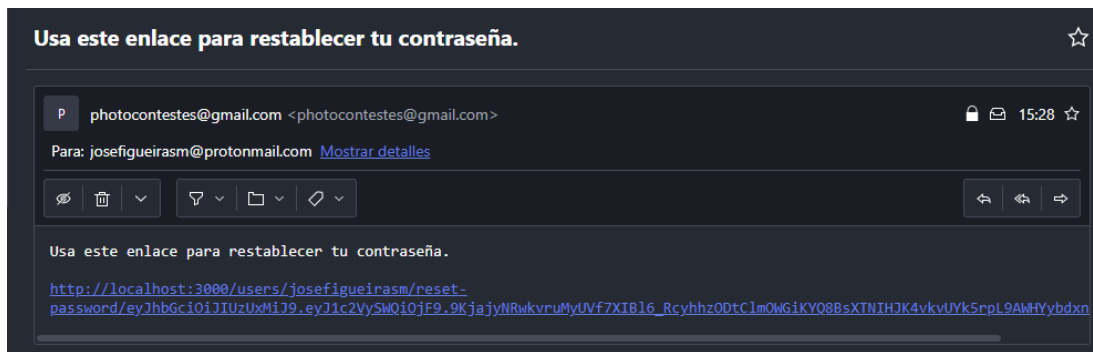 Usa este enlace para restablecer tu contraseña.
P photocontestes@gmail.com <photocontestes@gmail.com> 15:28
Para: josefigueirasm@protonmail.com Mostrar detalles
Usa este enlace para restablecer tu contraseña.
http://localhost:3000/users/josefigueirasm/reset-
password/eyJhbGciOiJIUzUxMiJ9.eyJ1c2VySWQiOjF9.9KjajyNRwkvruMyUVf7XIBl6_RcyhhzODtClmOWGiKYQ8BsXTNIHJK4vkvUYk5rpL9AWHYybdxn